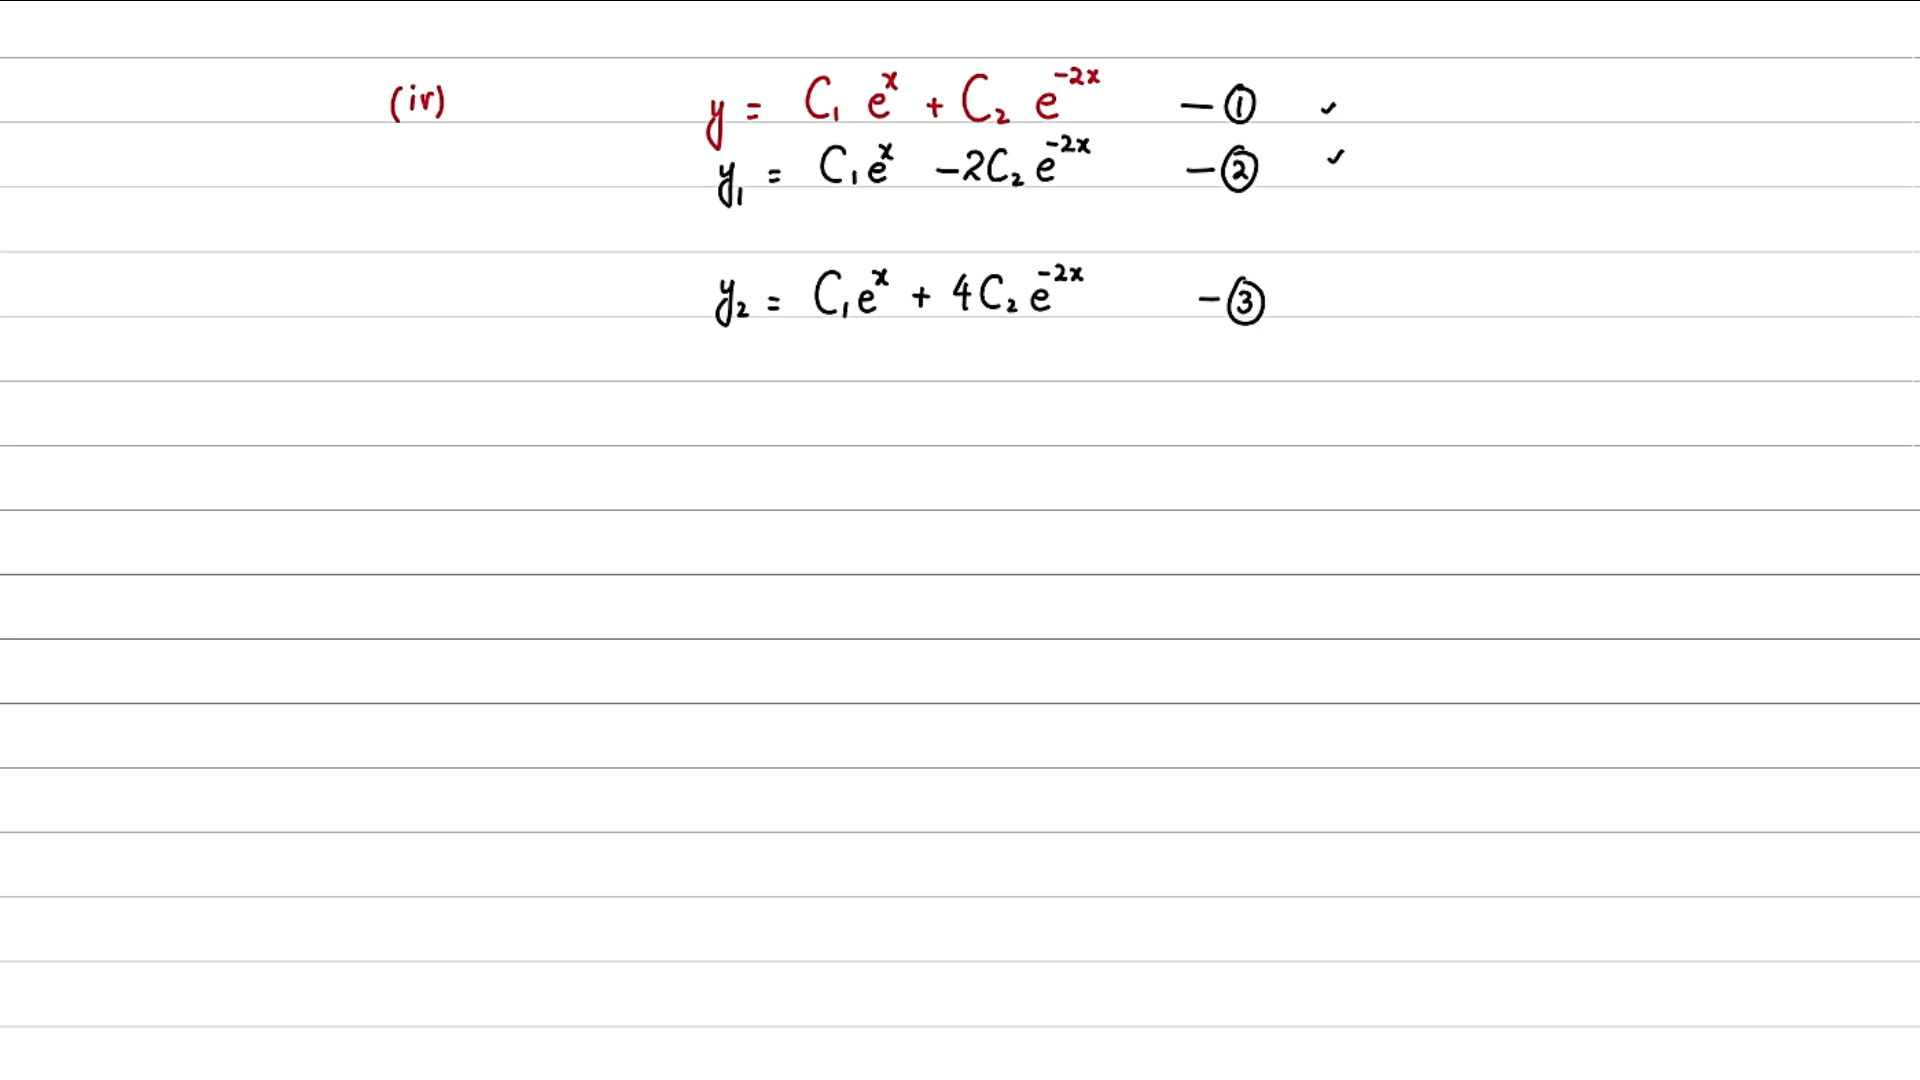 (iv) y = C₁ eˣ + C₂ e⁻²ˣ — ① ✓
y₁ = C₁eˣ −2C₂ e⁻²ˣ — ② ✓
y₂ = C₁eˣ + 4C₂ e⁻²ˣ — ③